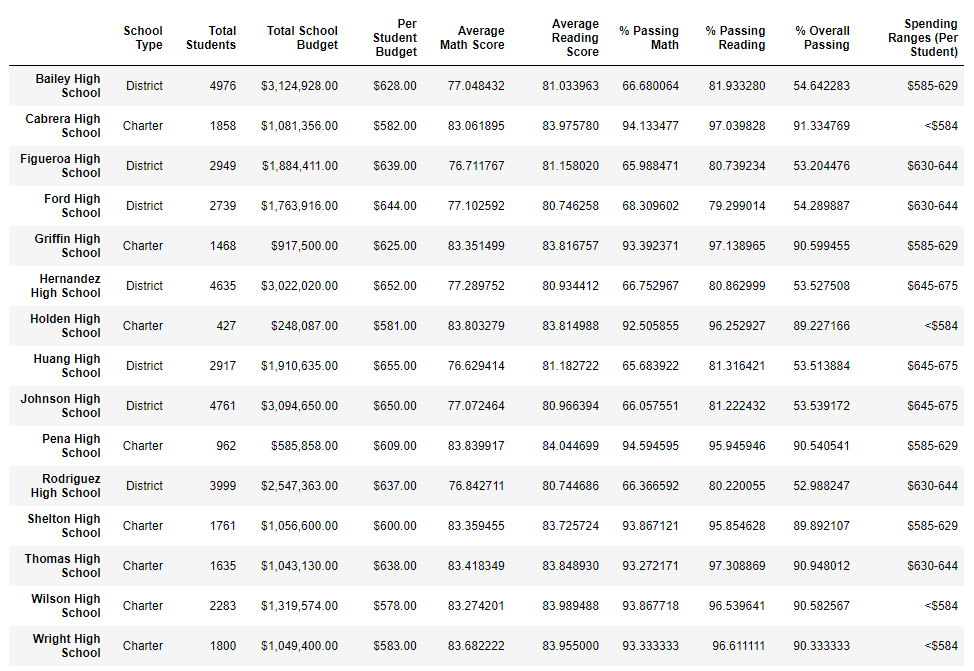 School Type Total Students Total School Budget Per Student Budget Average Math Score Average Reading Score % Passing Math % Passing Reading % Overall Passing Spending Ranges (Per Student)
Bailey High School District 4976 $3,124,928.00 $628.00 77.048432 81.033963 66.680064 81.933280 54.642283 $585-629
Cabrera High School Charter 1858 $1,081,356.00 $582.00 83.061895 83.975780 94.133477 97.039828 91.334769 <$584
Figueroa High School District 2949 $1,884,411.00 $639.00 76.711767 81.158020 65.988471 80.739234 53.204476 $630-644
Ford High School District 2739 $1,763,916.00 $644.00 77.102592 80.746258 68.309602 79.299014 54.289887 $630-644
Griffin High School Charter 1468 $917,500.00 $625.00 83.351499 83.816757 93.392371 97.138965 90.599455 $585-629
Hernandez High School District 4635 $3,022,020.00 $652.00 77.289752 80.934412 66.752967 80.862999 53.527508 $645-675
Holden High School Charter 427 $248,087.00 $581.00 83.803279 83.814988 92.505855 96.252927 89.227166 <$584
Huang High School District 2917 $1,910,635.00 $655.00 76.629414 81.182722 65.683922 81.316421 53.513884 $645-675
Johnson High School District 4761 $3,094,650.00 $650.00 77.072464 80.966394 66.057551 81.222432 53.539172 $645-675
Pena High School Charter 962 $585,858.00 $609.00 83.839917 84.044699 94.594595 95.945946 90.540541 $585-629
Rodriguez High School District 3999 $2,547,363.00 $637.00 76.842711 80.744686 66.366592 80.220055 52.988247 $630-644
Shelton High School Charter 1761 $1,056,600.00 $600.00 83.359455 83.725724 93.867121 95.854628 89.892107 $585-629
Thomas High School Charter 1635 $1,043,130.00 $638.00 83.418349 83.848930 93.272171 97.308869 90.948012 $630-644
Wilson High School Charter 2283 $1,319,574.00 $578.00 83.274201 83.989488 93.867718 96.539641 90.582567 <$584
Wright High School Charter 1800 $1,049,400.00 $583.00 83.682222 83.955000 93.333333 96.611111 90.333333 <$584